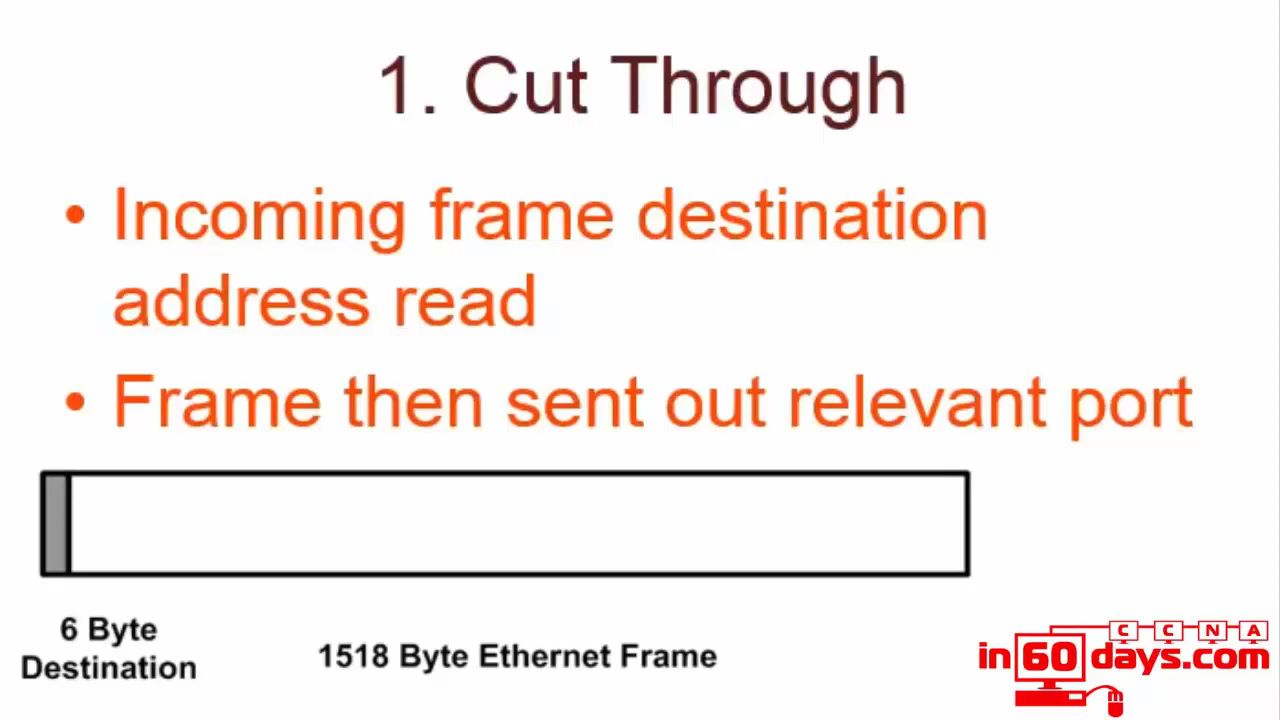 1. Cut Through
• Incoming frame destination
address read
• Frame then sent out relevant port
6 Byte
Destination
1518 Byte Ethernet Frame
CCNA
in60days.com